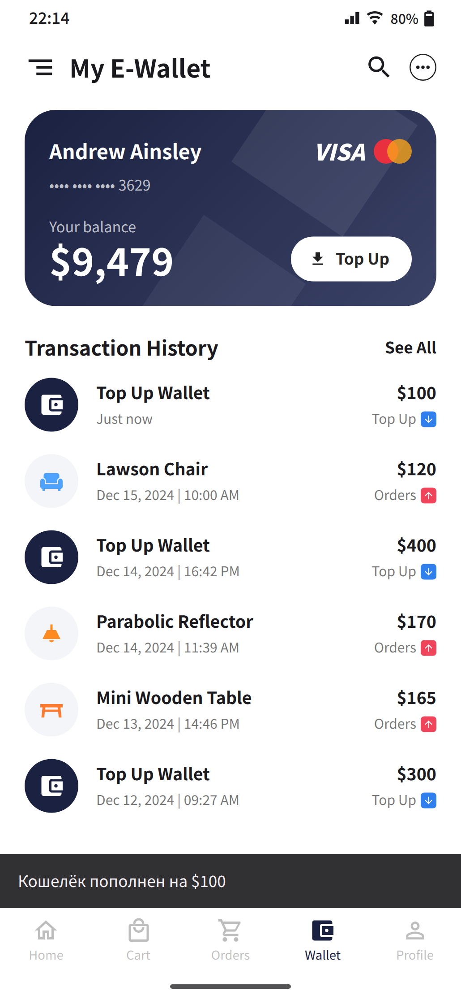 22:14
80%
My E-Wallet
Andrew Ainsley
VISA
•••• •••• •••• 3629
Your balance
$9,479
Top Up
Transaction History
See All
Top Up Wallet
$100
Just now
Top Up
Lawson Chair
$120
Dec 15, 2024 | 10:00 AM
Orders
Top Up Wallet
$400
Dec 14, 2024 | 16:42 PM
Top Up
Parabolic Reflector
$170
Dec 14, 2024 | 11:39 AM
Orders
Mini Wooden Table
$165
Dec 13, 2024 | 14:46 PM
Orders
Top Up Wallet
$300
Dec 12, 2024 | 09:27 AM
Top Up
Кошелёк пополнен на $100
Home
Cart
Orders
Wallet
Profile